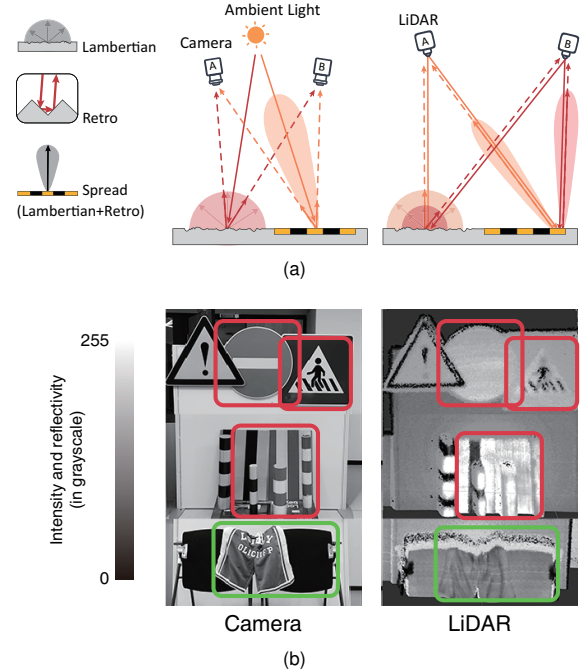 Ambient Light
Camera
LiDAR
A
B
A
B
Lambertian
Retro
Spread
(Lambertian+Retro)
(a)
255
Intensity and reflectivity
(in grayscale)
0
Camera
LiDAR
(b)